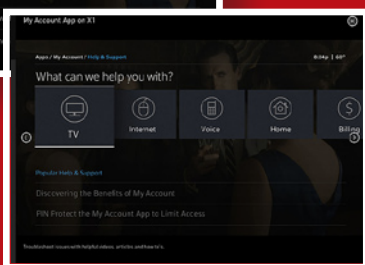 My Account App on X1
Apps / My Account / Help & Support
8:04p | 60°
What can we help you with?
TV
Internet
Voice
Home
Billing
Popular Help & Support
Discovering the Benefits of My Account
PIN Protect the My Account App to Limit Access
Troubleshoot issues with helpful videos, articles and how-to's.